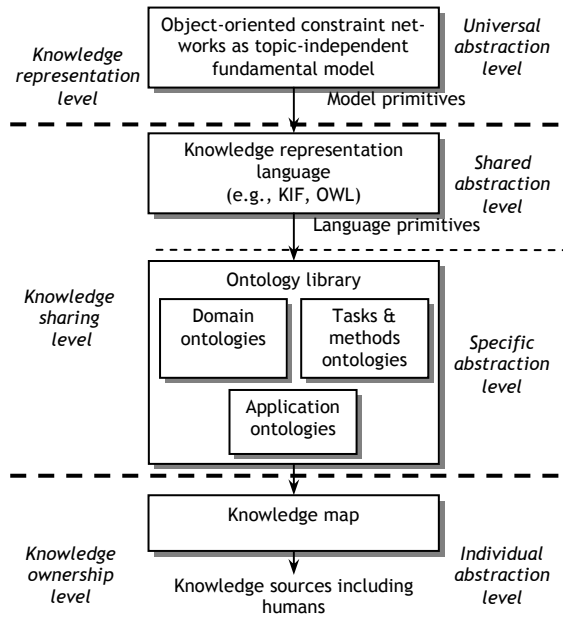 Knowledge
representation
level
Object-oriented constraint net-
works as topic-independent
fundamental model
Universal
abstraction
level
Model primitives
Knowledge representation
language
(e.g., KIF, OWL)
Shared
abstraction
level
Language primitives
Knowledge
sharing
level
Ontology library
Domain
ontologies
Tasks &
methods
ontologies
Application
ontologies
Specific
abstraction
level
Knowledge map
Knowledge
ownership
level
Knowledge sources including
humans
Individual
abstraction
level